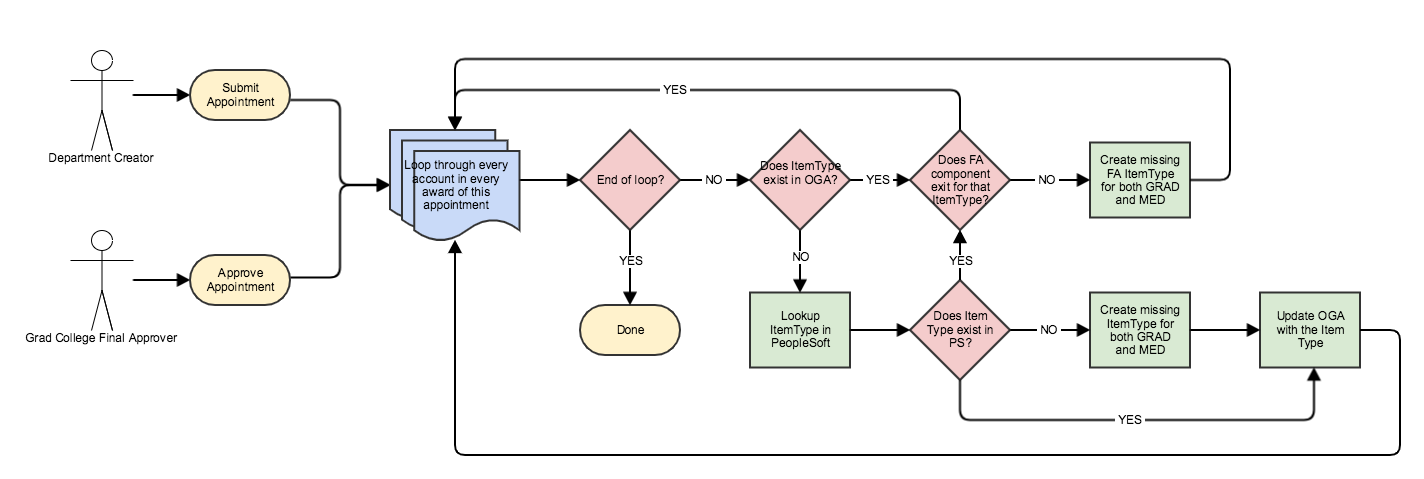 Submit
Appointment
Department Creator
YES
Loop through every
account in every
award of this
appointment
End of loop?
NO
Does ItemType
exist in OGA?
YES
Does FA
component
exit for that
ItemType?
NO
Create missing
FA ItemType
for both GRAD
and MED
YES
NO
YES
Approve
Appointment
Grad College Final Approver
Done
Lookup
ItemType in
PeopleSoft
Does Item
Type exist in
PS?
NO
Create missing
ItemType for
both GRAD
and MED
Update OGA
with the Item
Type
YES